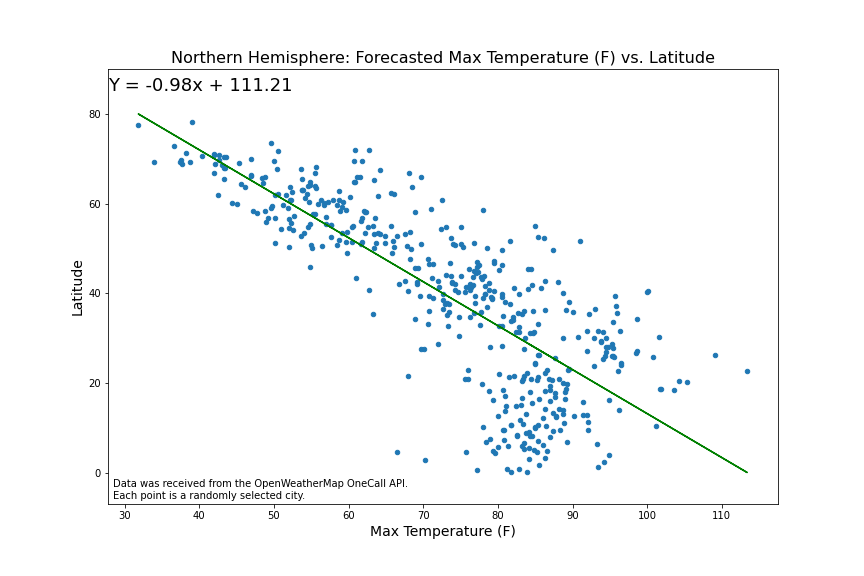 Northern Hemisphere: Forecasted Max Temperature (F) vs. Latitude
Y = -0.98x + 111.21
80
60
40
20
0
Latitude
Data was received from the OpenWeatherMap OneCall API.
Each point is a randomly selected city.
30 40 50 60 70 80 90 100 110
Max Temperature (F)